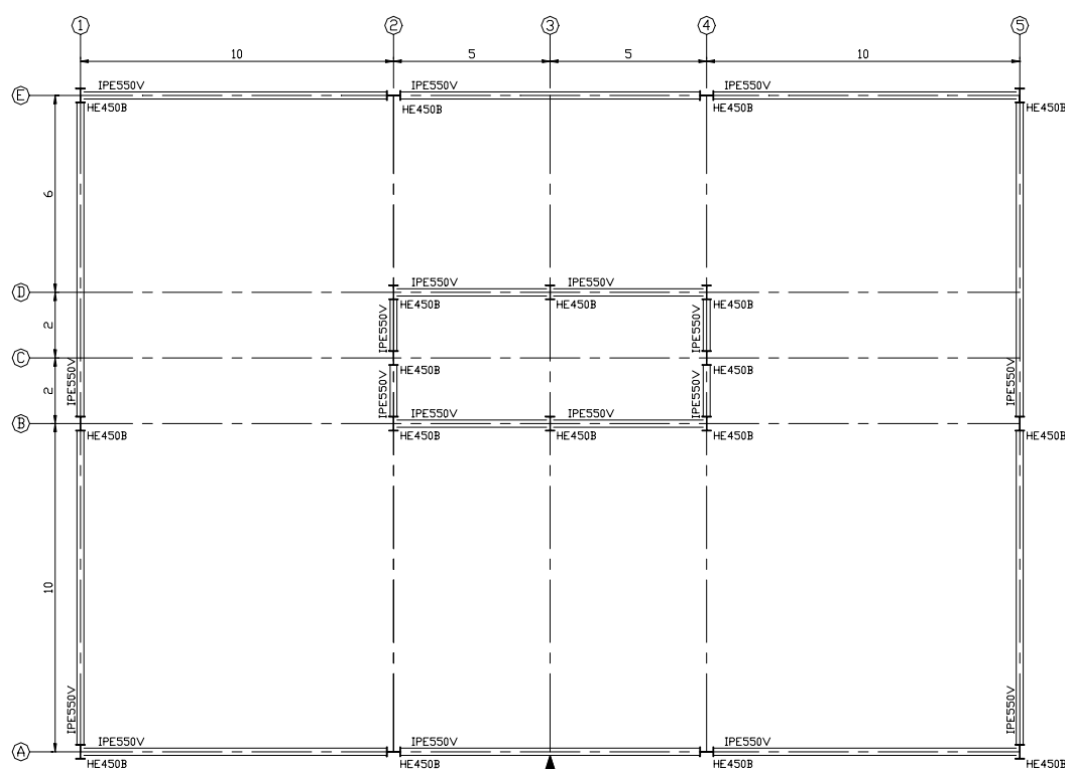 1 2 3 4 5
10 5 5 10
IPE550V IPE550V IPE550V
E
HE450B HE450B HE450B HE450B
6
IPE550V IPE550V
D
HE450B HE450B HE450B
2
IPE550V IPE550V
C
HE450B HE450B
2
IPE550V IPE550V IPE550V IPE550V
IPE550V IPE550V
B
HE450B HE450B HE450B HE450B HE450B
10
IPE550V IPE550V
IPE550V IPE550V IPE550V
A
HE450B HE450B HE450B HE450B